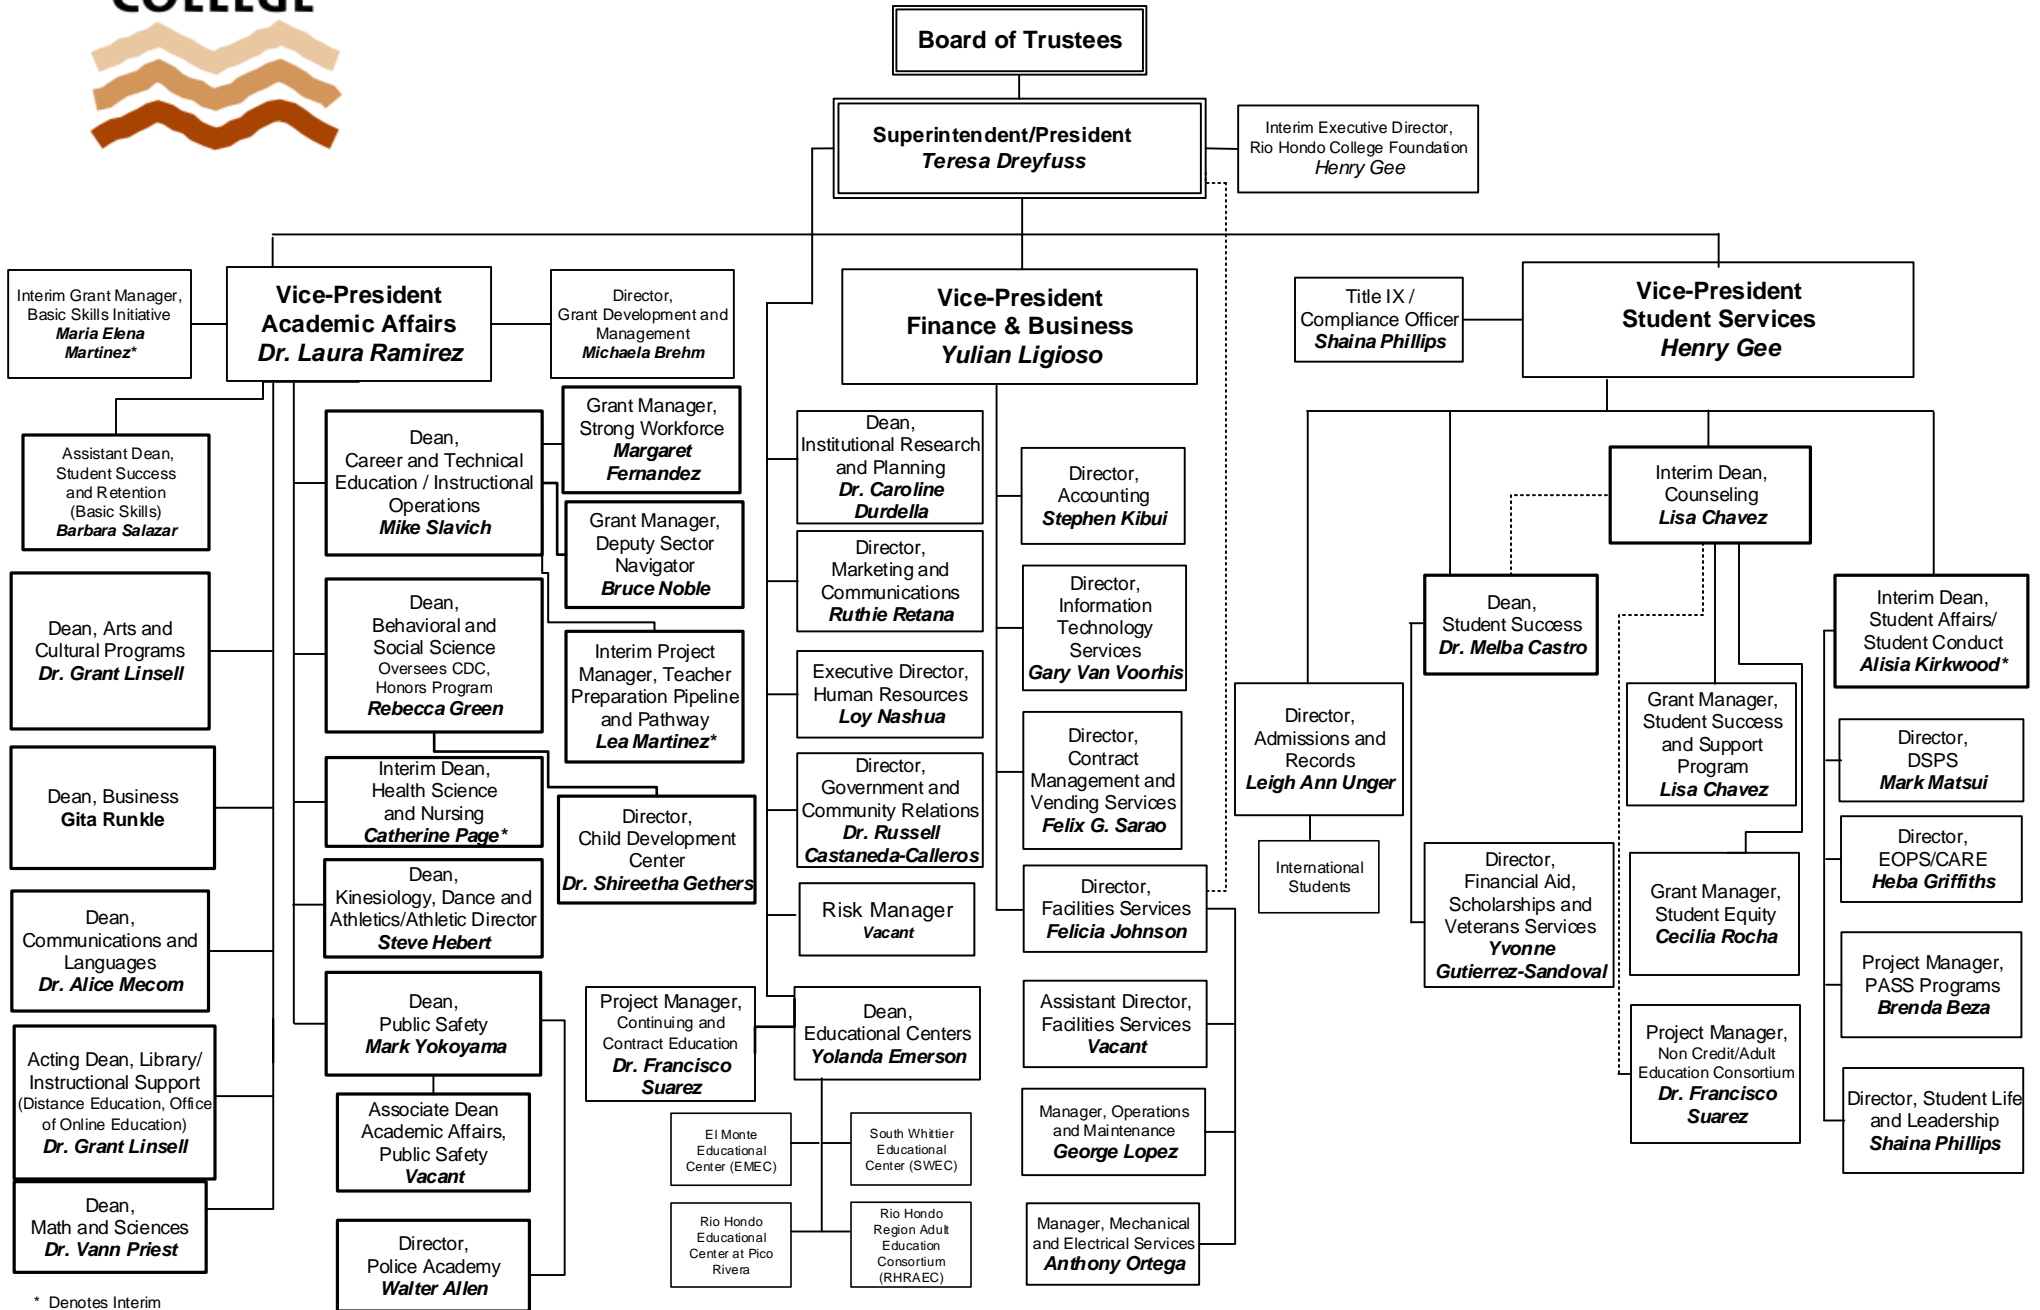 COLLEGE
Board of Trustees
Superintendent/President
Teresa Dreyfuss
Interim Executive Director,
Rio Hondo College Foundation
Henry Gee
Interim Grant Manager,
Basic Skills Initiative
Maria Elena
Martinez*
Vice-President
Academic Affairs
Dr. Laura Ramirez
Director,
Grant Development and
Management
Michaela Brehm
Vice-President
Finance & Business
Yulian Ligioso
Title IX /
Compliance Officer
Shaina Phillips
Vice-President
Student Services
Henry Gee
Assistant Dean,
Student Success
and Retention
(Basic Skills)
Barbara Salazar
Dean, Arts and
Cultural Programs
Dr. Grant Linsell
Dean, Business
Gita Runkle
Dean,
Communications and
Languages
Dr. Alice Mecom
Acting Dean, Library/
Instructional Support
(Distance Education, Office
of Online Education)
Dr. Grant Linsell
Dean,
Math and Sciences
Dr. Vann Priest
* Denotes Interim
Dean,
Career and Technical
Education / Instructional
Operations
Mike Slavich
Dean,
Behavioral and
Social Science
Oversees CDC,
Honors Program
Rebecca Green
Interim Dean,
Health Science
and Nursing
Catherine Page*
Dean,
Kinesiology, Dance and
Athletics/Athletic Director
Steve Hebert
Dean,
Public Safety
Mark Yokoyama
Associate Dean
Academic Affairs,
Public Safety
Vacant
Director,
Police Academy
Walter Allen
Grant Manager,
Strong Workforce
Margaret
Fernandez
Grant Manager,
Deputy Sector
Navigator
Bruce Noble
Interim Project
Manager, Teacher
Preparation Pipeline
and Pathway
Lea Martinez*
Director,
Child Development
Center
Dr. Shireetha Gethers
Dean,
Institutional Research
and Planning
Dr. Caroline
Durdella
Director,
Marketing and
Communications
Ruthie Retana
Executive Director,
Human Resources
Loy Nashua
Director,
Government and
Community Relations
Dr. Russell
Castaneda-Calleros
Risk Manager
Vacant
Project Manager,
Continuing and
Contract Education
Dr. Francisco
Suarez
Dean,
Educational Centers
Yolanda Emerson
El Monte
Educational
Center (EMEC)
South Whittier
Educational
Center (SWEC)
Rio Hondo
Educational
Center at Pico
Rivera
Rio Hondo
Region Adult
Education
Consortium
(RHRAEC)
Director,
Accounting
Stephen Kibui
Director,
Information
Technology
Services
Gary Van Voorhis
Director,
Contract
Management and
Vending Services
Felix G. Sarao
Director,
Facilities Services
Felicia Johnson
Assistant Director,
Facilities Services
Vacant
Manager, Operations
and Maintenance
George Lopez
Manager, Mechanical
and Electrical Services
Anthony Ortega
Director,
Admissions and
Records
Leigh Ann Unger
International
Students
Dean,
Student Success
Dr. Melba Castro
Director,
Financial Aid,
Scholarships and
Veterans Services
Yvonne
Gutierrez-Sandoval
Interim Dean,
Counseling
Lisa Chavez
Grant Manager,
Student Success
and Support
Program
Lisa Chavez
Grant Manager,
Student Equity
Cecilia Rocha
Project Manager,
Non Credit/Adult
Education Consortium
Dr. Francisco
Suarez
Interim Dean,
Student Affairs/
Student Conduct
Alisia Kirkwood*
Director,
DSPS
Mark Matsui
Director,
EOPS/CARE
Heba Griffiths
Project Manager,
PASS Programs
Brenda Beza
Director, Student Life
and Leadership
Shaina Phillips